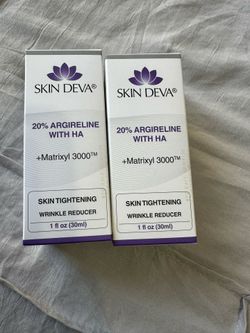 SKIN DEVA®
20% ARGIRELINE
WITH HA
+Matrixyl 3000™
SKIN TIGHTENING
WRINKLE REDUCER
1 fl oz (30ml)
SKIN DEVA®
20% ARGIRELINE
WITH HA
+Matrixyl 3000™
SKIN TIGHTENING
WRINKLE REDUCER
1 fl oz (30ml)